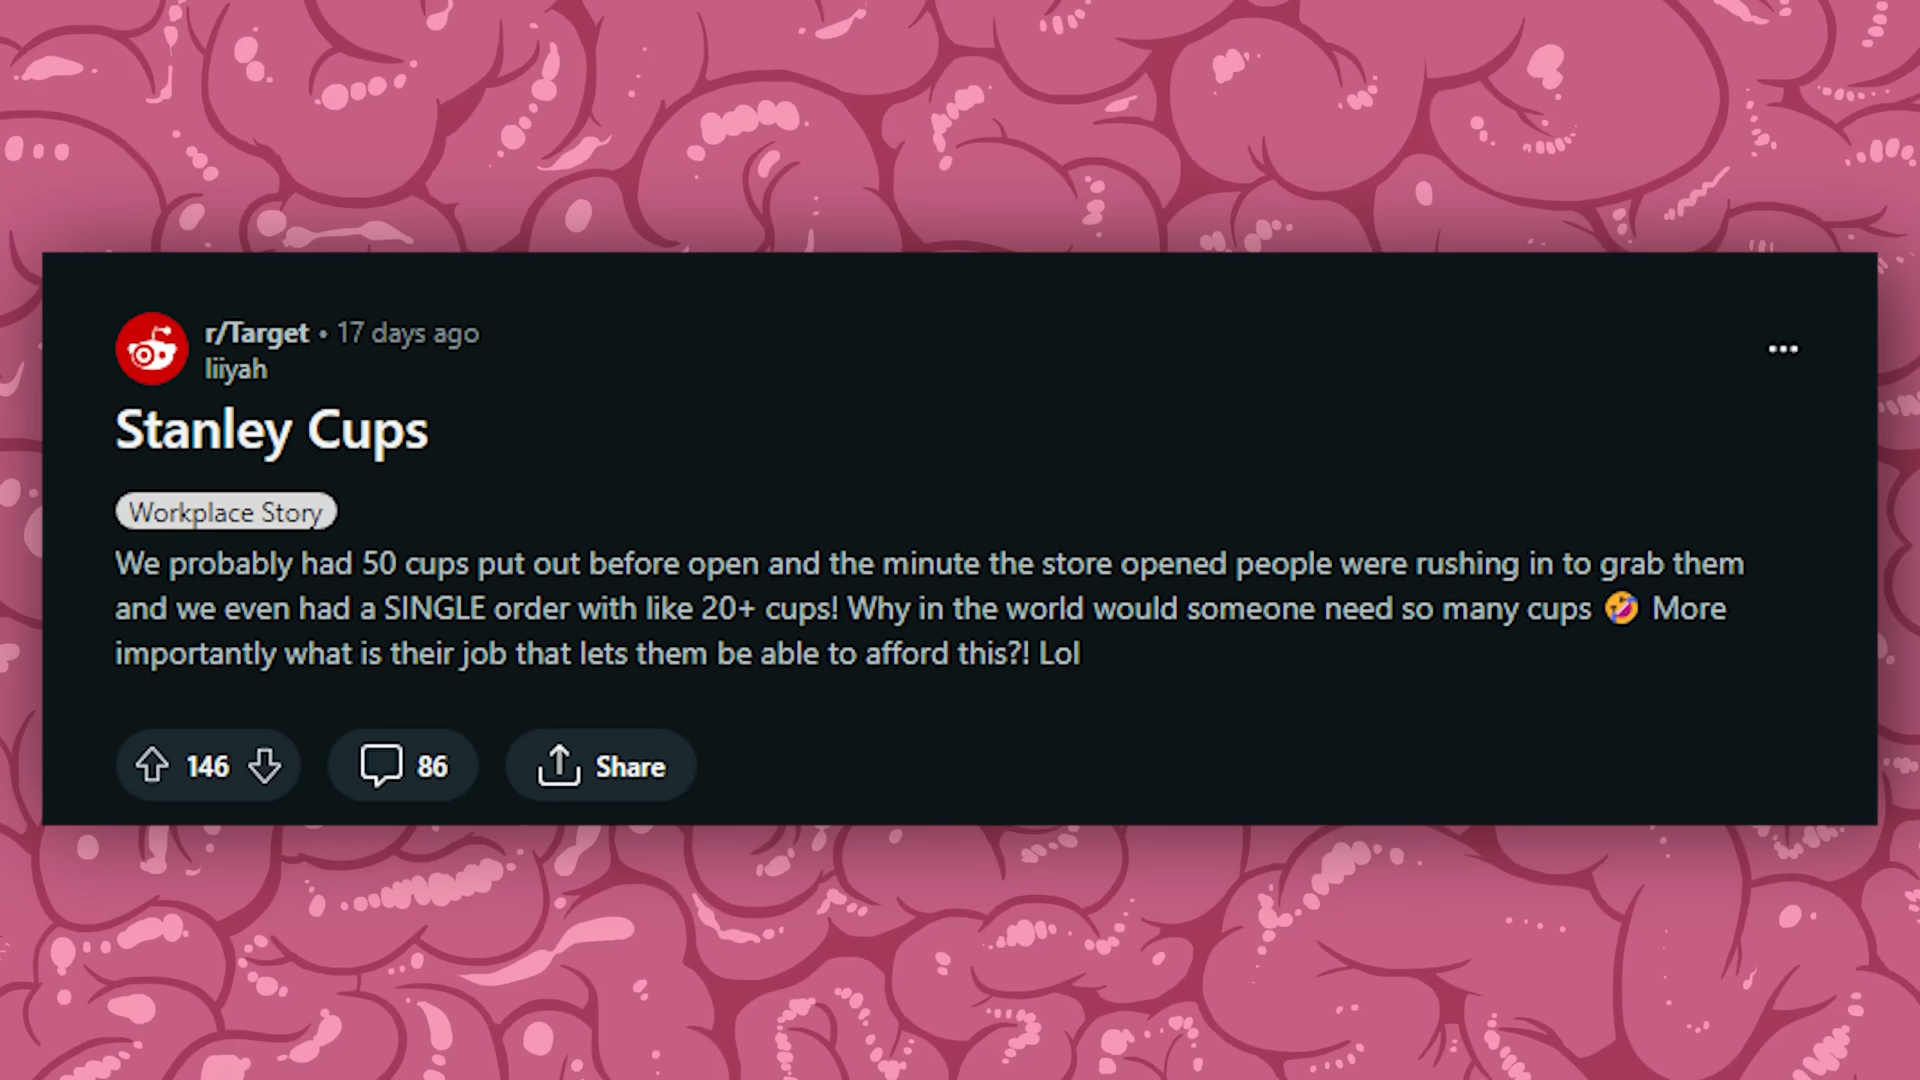 r/Target • 17 days ago
liiyah
Stanley Cups
Workplace Story
We probably had 50 cups put out before open and the minute the store opened people were rushing in to grab them
and we even had a SINGLE order with like 20+ cups! Why in the world would someone need so many cups 🤣 More
importantly what is their job that lets them be able to afford this?! Lol
146 86 Share